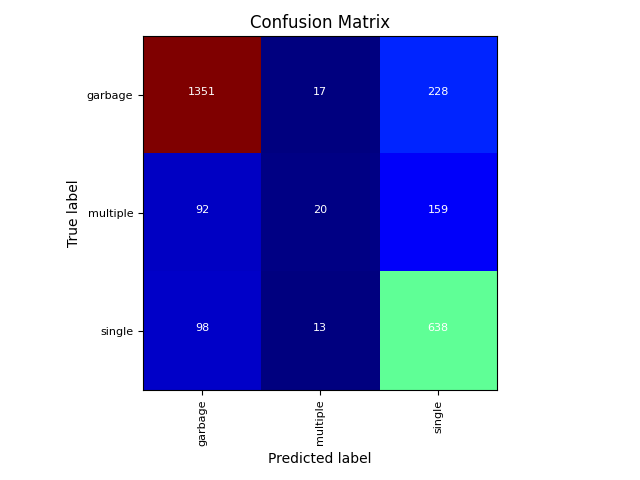 Confusion Matrix
True label
garbage 1351 17 228
multiple 92 20 159
single 98 13 638
garbage multiple single
Predicted label